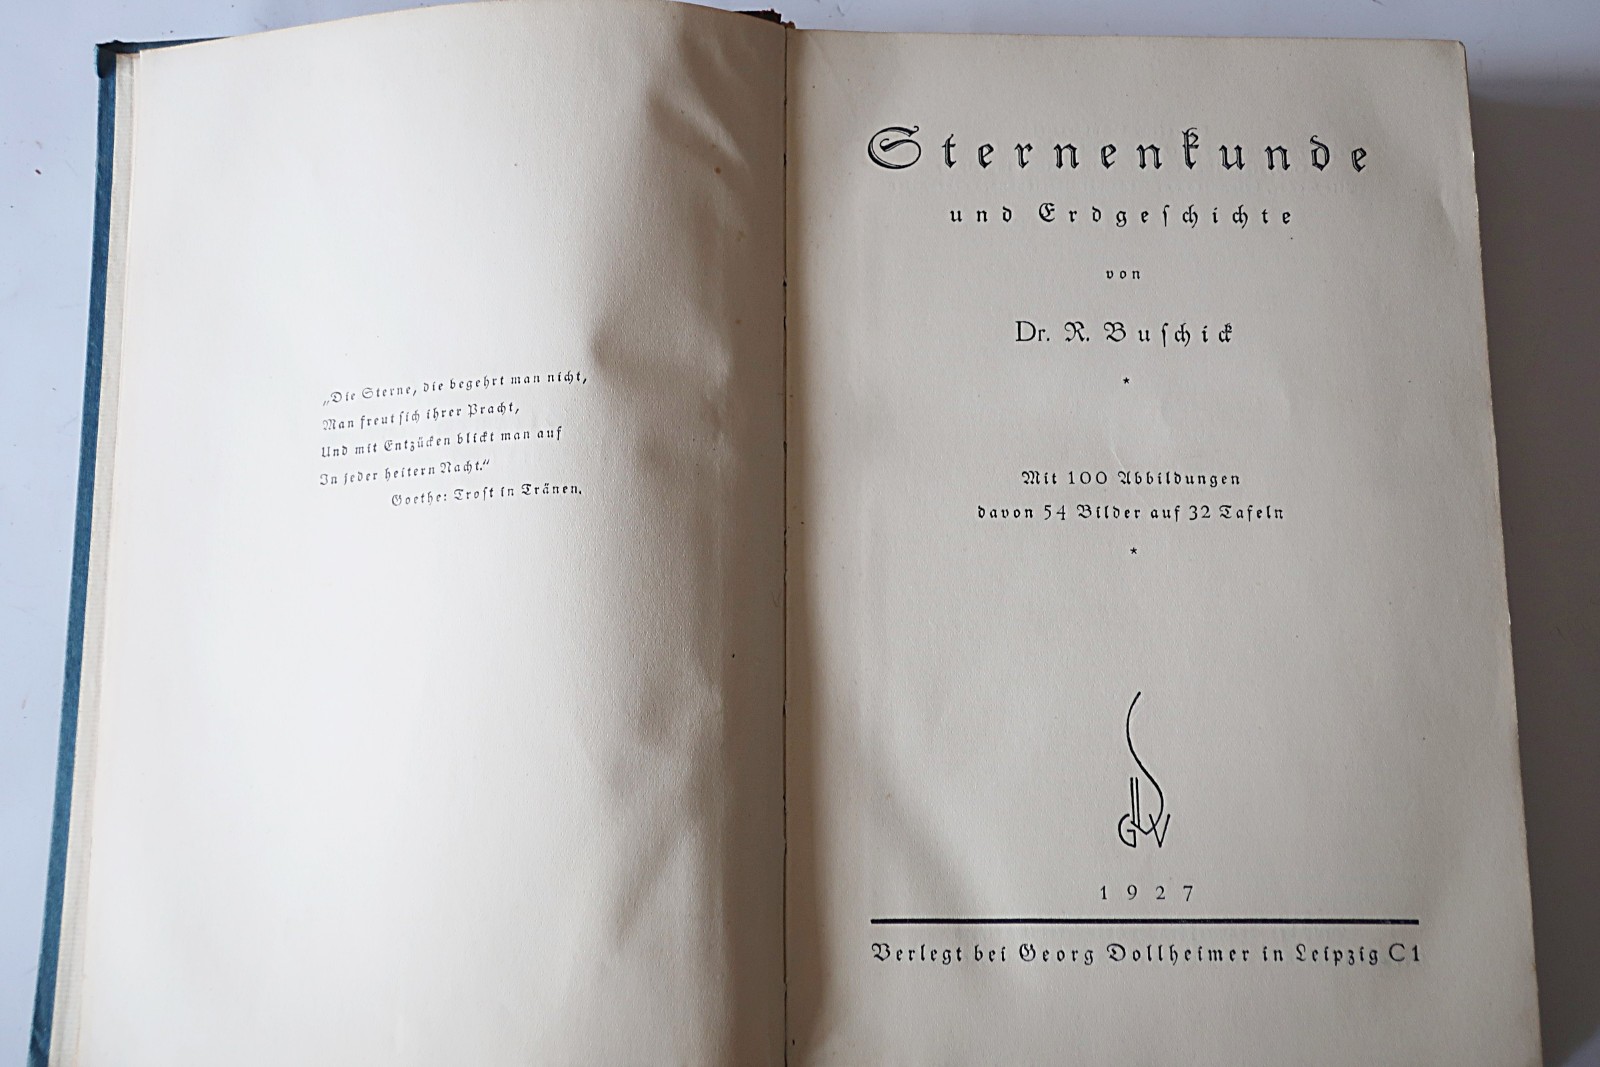 „Die Sterne, die begehrt man nicht,
Man freut sich ihrer Pracht,
Und mit Entzücken blickt man auf
In jeder heitern Nacht.“
Goethe: Trost in Tränen.
Sternenkunde
und Erdgeschichte
von
Dr. R. Buschick
*
Mit 100 Abbildungen
davon 54 Bilder auf 32 Tafeln
*
GDV
1927
Verlegt bei Georg Dollheimer in Leipzig C1